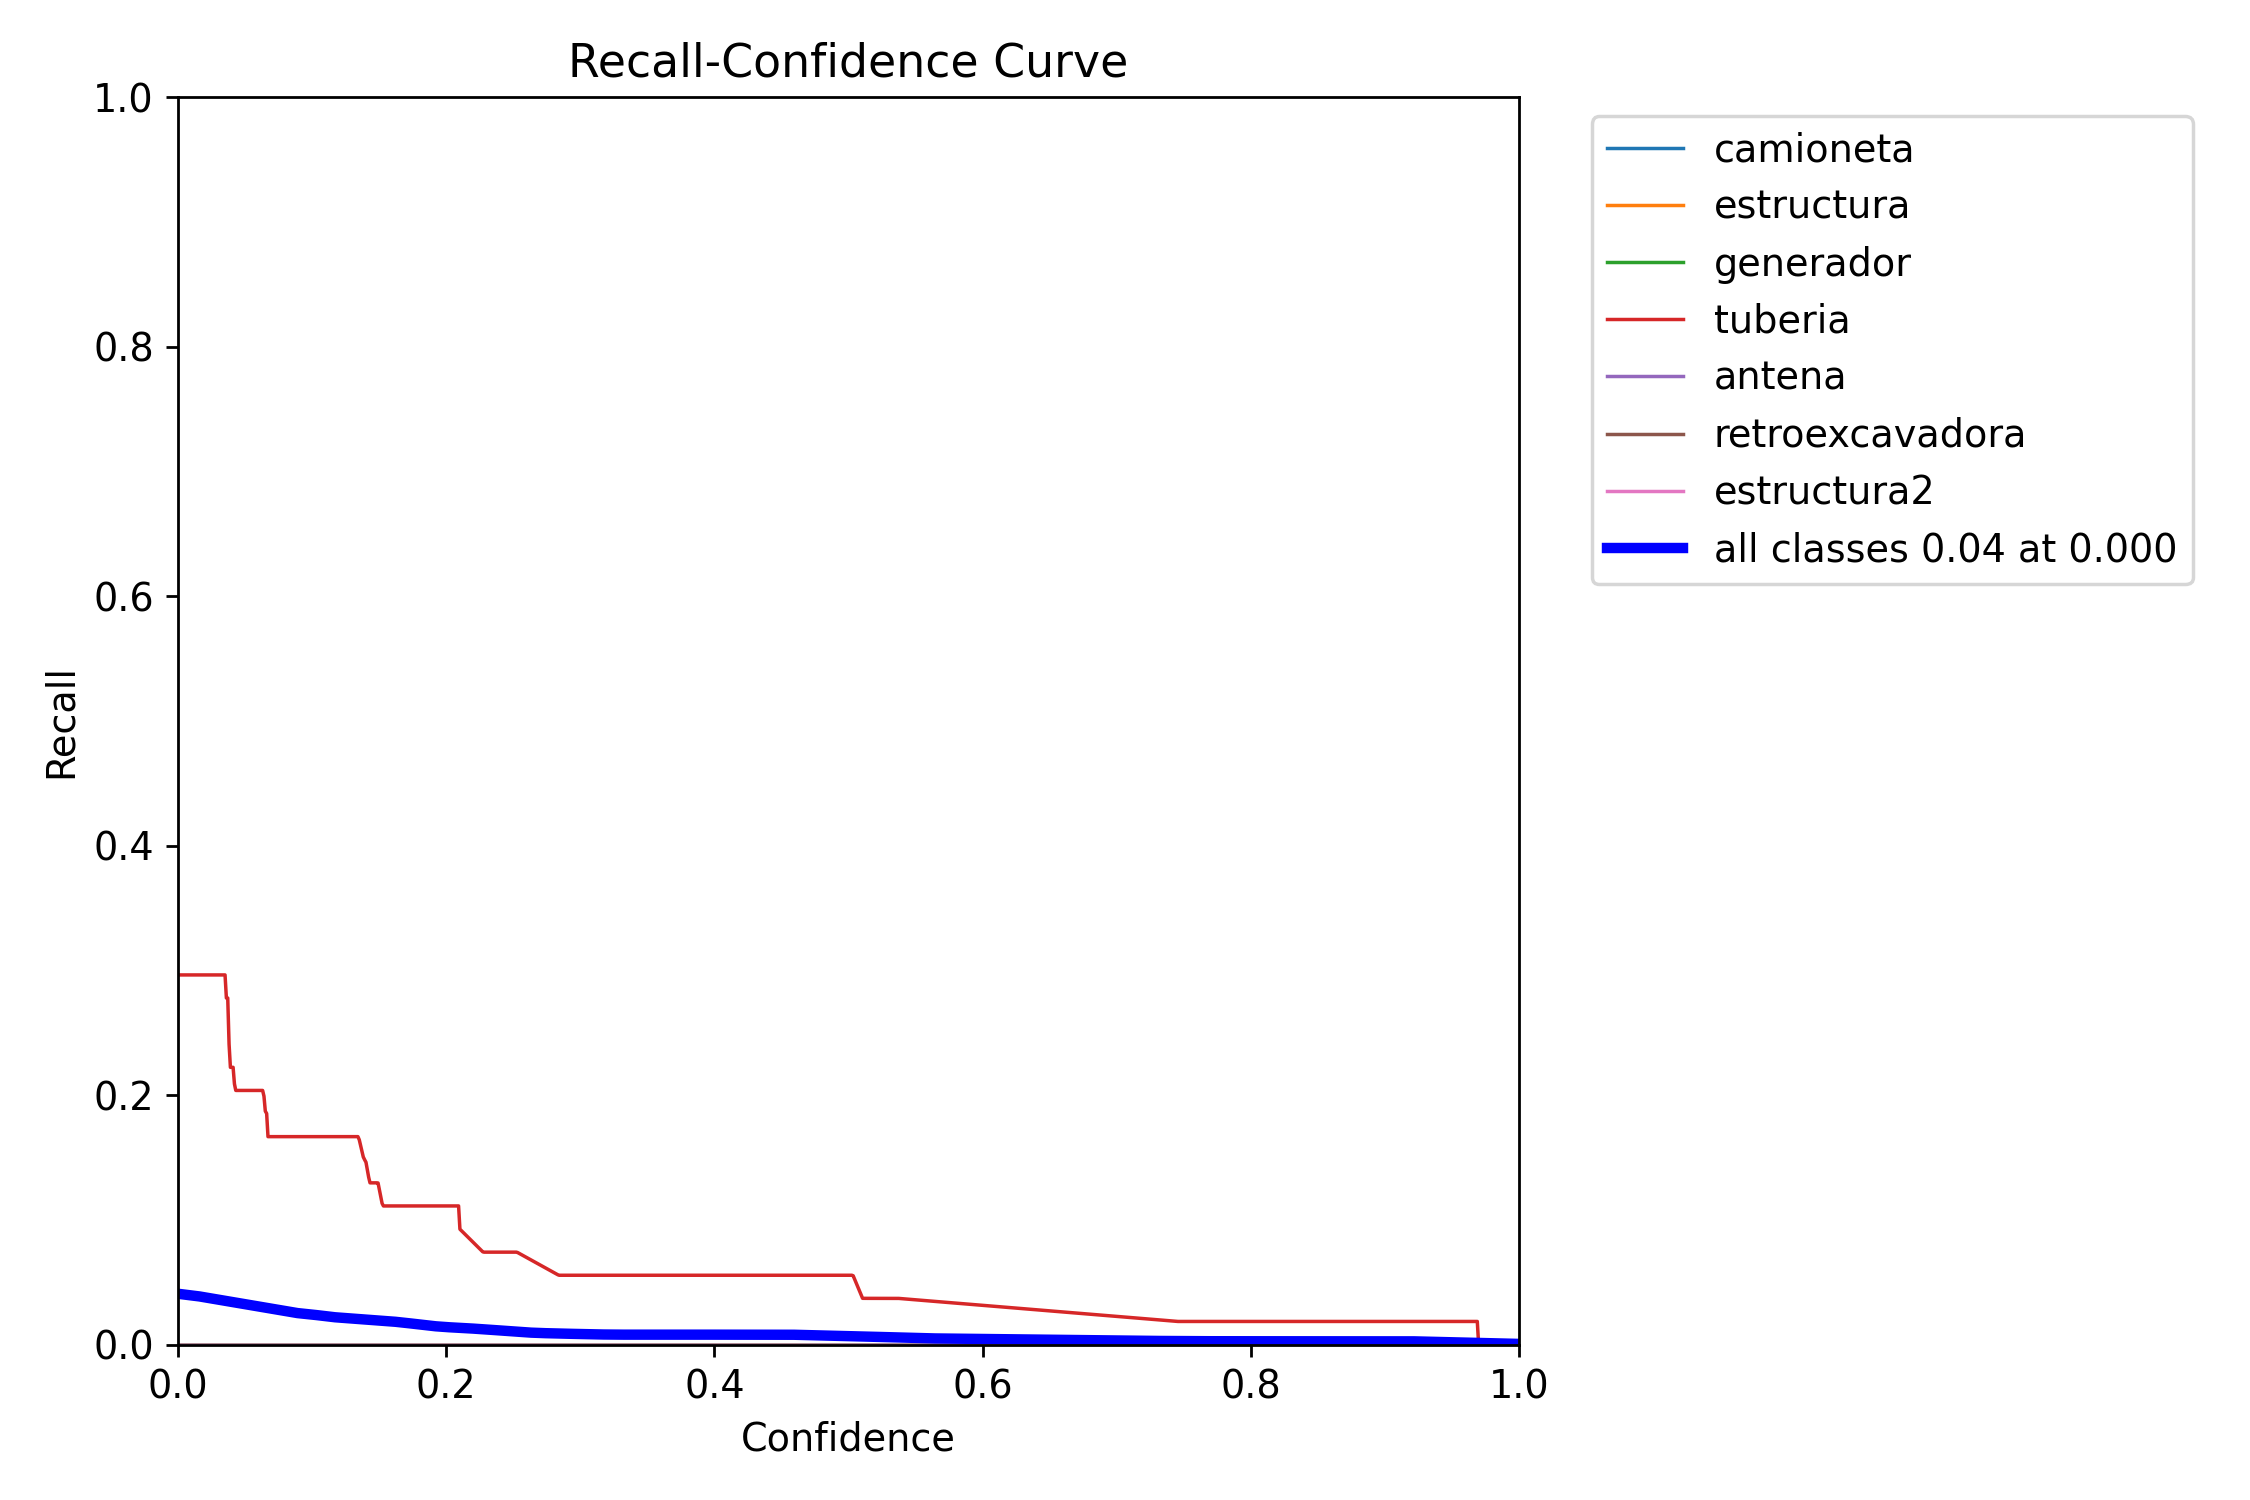 Recall-Confidence Curve
1.0
0.8
0.6
0.4
0.2
0.0
Recall
0.0 0.2 0.4 0.6 0.8 1.0
Confidence
camioneta
estructura
generador
tuberia
antena
retroexcavadora
estructura2
all classes 0.04 at 0.000